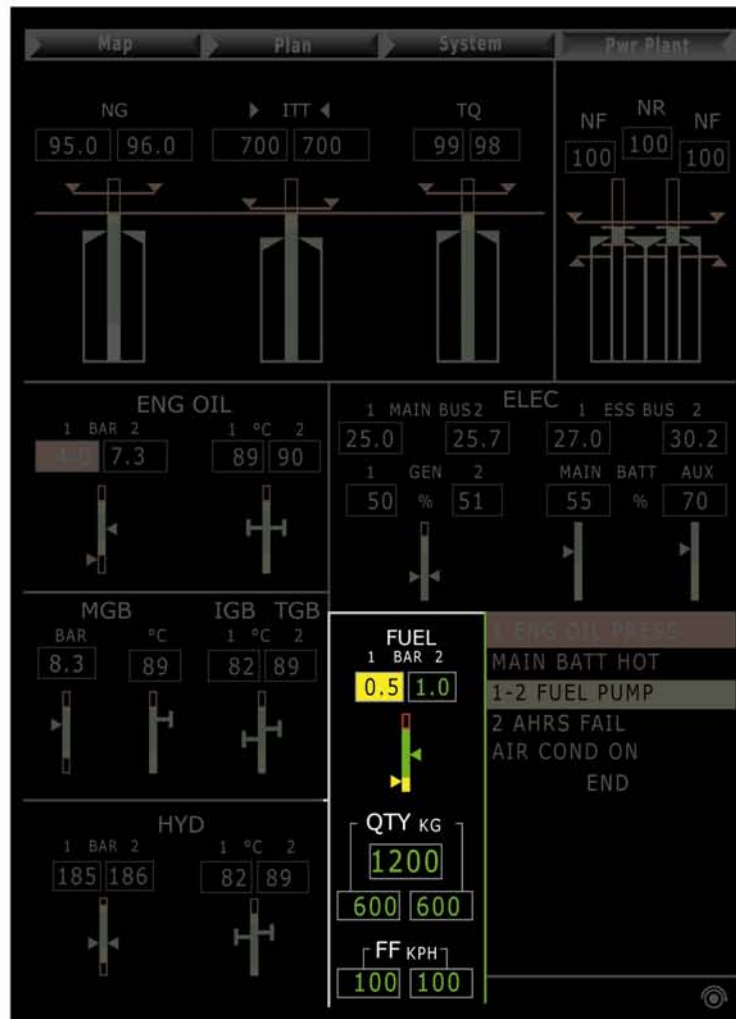 Map Plan System Pwr Plant
NG ITT TQ
95.0 96.0 700 700 99 98
NF NR NF
100 100 100
ENG OIL
1 BAR 2 1 °C 2
4.0 7.3 89 90
ELEC
1 MAIN BUS2 1 ESS BUS 2
25.0 25.7 27.0 30.2
1 GEN 2 MAIN BATT AUX
50 % 51 55 % 70
MGB IGB TGB
BAR °C 1 °C 2
8.3 89 82 89
HYD
1 BAR 2 1 °C 2
185 186 82 89
FUEL
1 BAR 2
0.5 1.0
QTY KG
1200
600 600
FF KPH
100 100
1 ENG OIL PRESS
MAIN BATT HOT
1-2 FUEL PUMP
2 AHRS FAIL
AIR COND ON
END